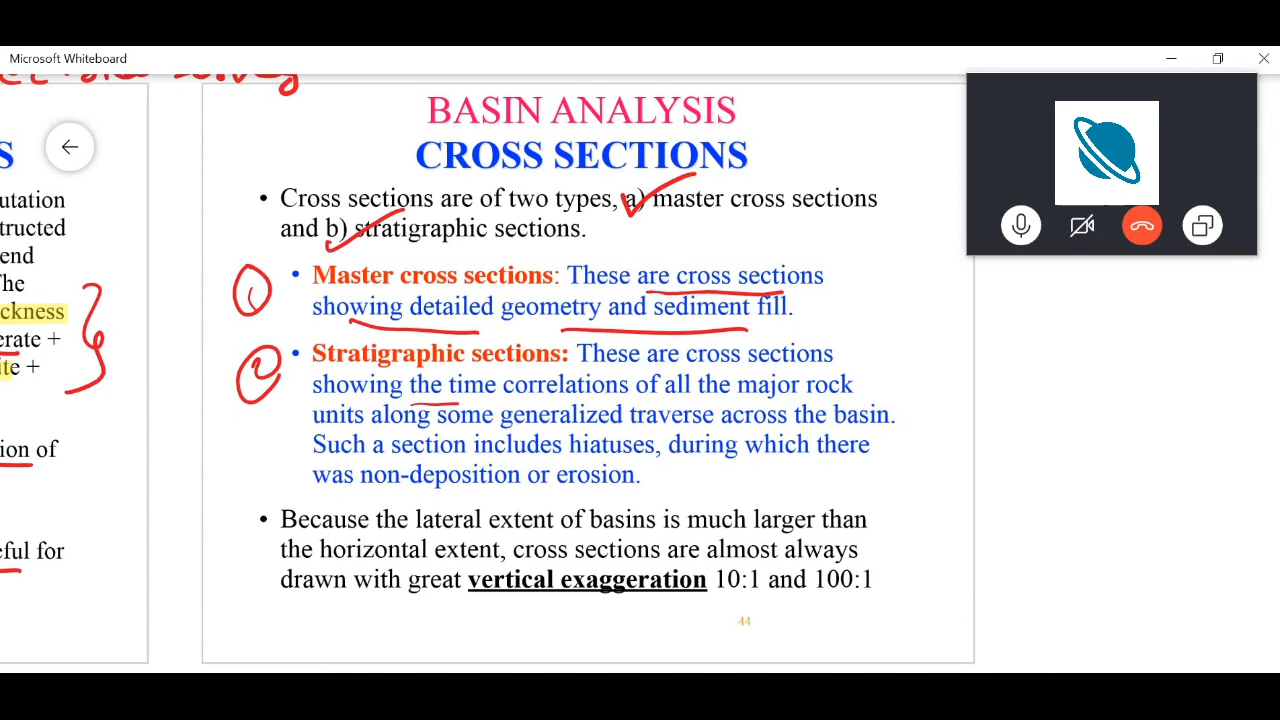 Microsoft Whiteboard
S
utation
structed
end
The
ckness
erate +
ite +
ion of
eful for
BASIN ANALYSIS
CROSS SECTIONS
• Cross sections are of two types, a) master cross sections
and b) stratigraphic sections.
1
• Master cross sections: These are cross sections
showing detailed geometry and sediment fill.
2
• Stratigraphic sections: These are cross sections
showing the time correlations of all the major rock
units along some generalized traverse across the basin.
Such a section includes hiatuses, during which there
was non-deposition or erosion.
• Because the lateral extent of basins is much larger than
the horizontal extent, cross sections are almost always
drawn with great vertical exaggeration 10:1 and 100:1
44